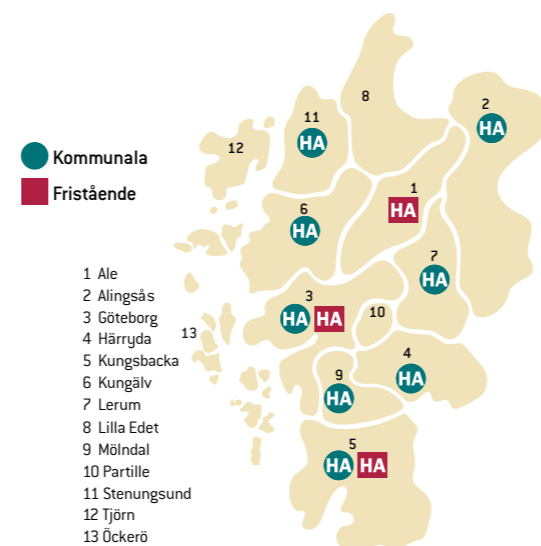 8
2
11
HA
HA
12
Kommunala
1
Fristående
HA
6
HA
7
HA
1 Ale
2 Alingsås
3 Göteborg
4 Härryda
5 Kungsbacka
6 Kungälv
7 Lerum
8 Lilla Edet
9 Mölndal
10 Partille
11 Stenungsund
12 Tjörn
13 Öckerö
3
HA HA
10
13
4
HA
9
HA
5
HA HA